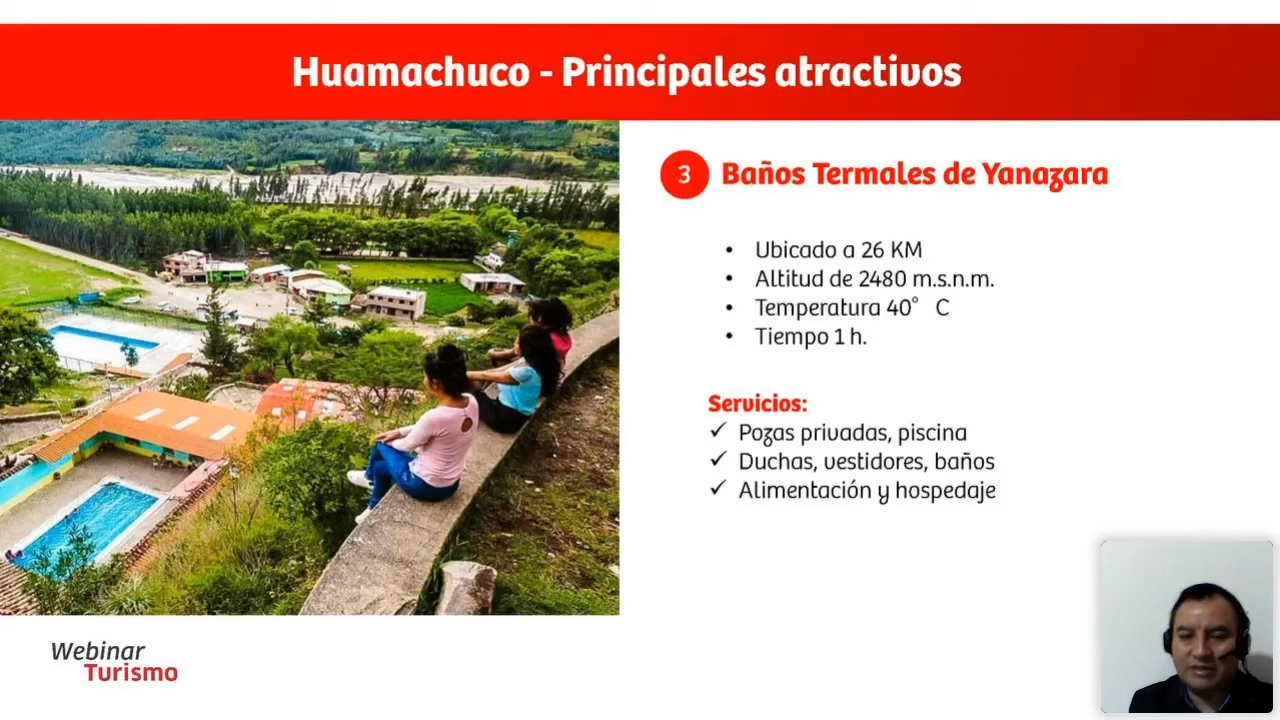 Huamachuco - Principales atractivos
3 Baños Termales de Yanazara
• Ubicado a 26 KM
• Altitud de 2480 m.s.n.m.
• Temperatura 40° C
• Tiempo 1 h.
Servicios:
✓ Pozas privadas, piscina
✓ Duchas, vestidores, baños
✓ Alimentación y hospedaje
Webinar
Turismo